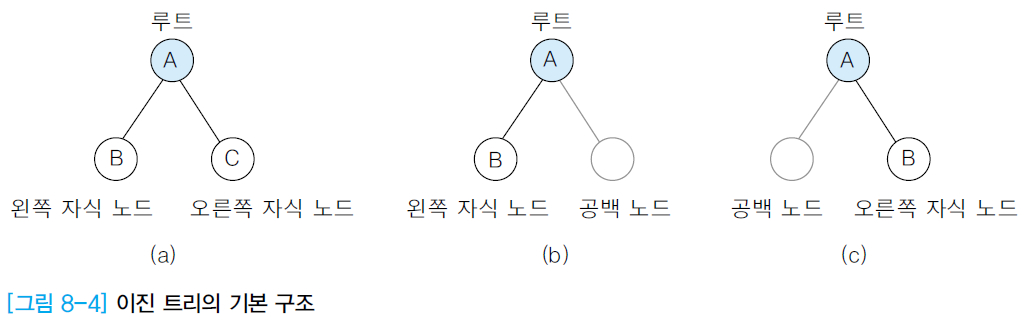 루트 루트 루트
A A A
B C B B
왼쪽 자식 노드 오른쪽 자식 노드 왼쪽 자식 노드 공백 노드 공백 노드 오른쪽 자식 노드
(a) (b) (c)
[그림 8-4] 이진 트리의 기본 구조